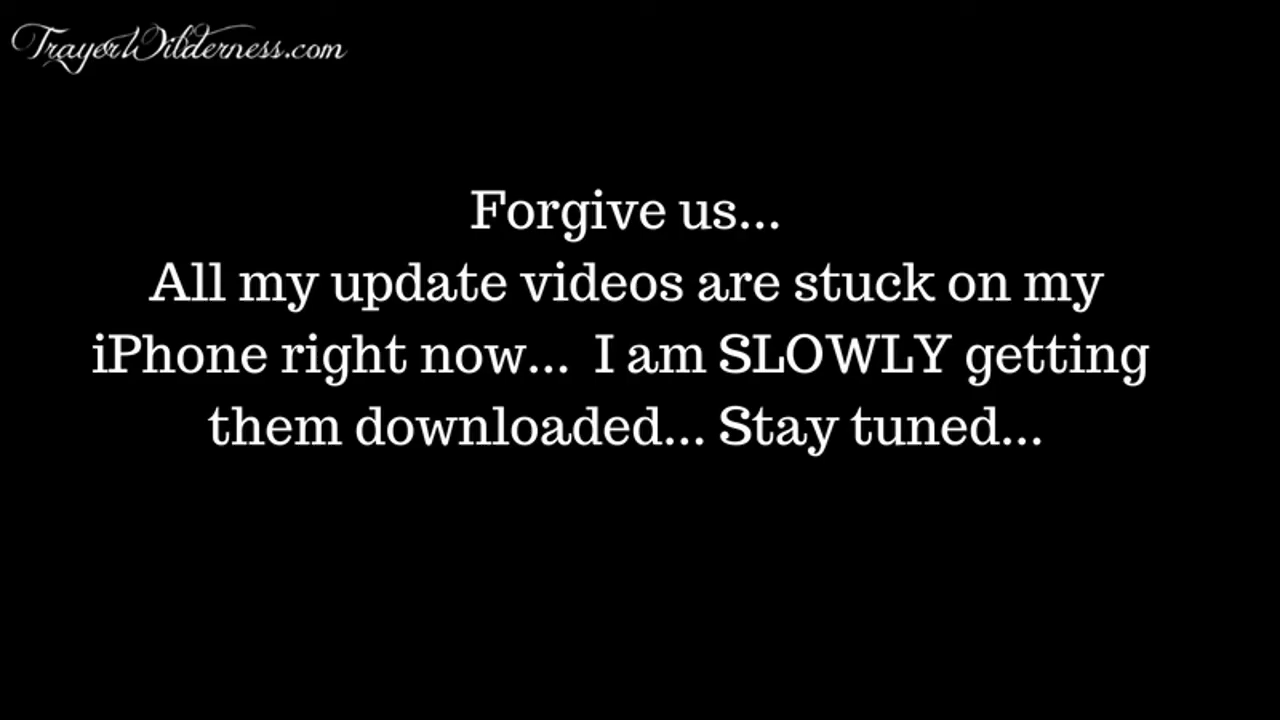 TrayerWilderness.com
Forgive us...
All my update videos are stuck on my
iPhone right now...  I am SLOWLY getting
them downloaded... Stay tuned...